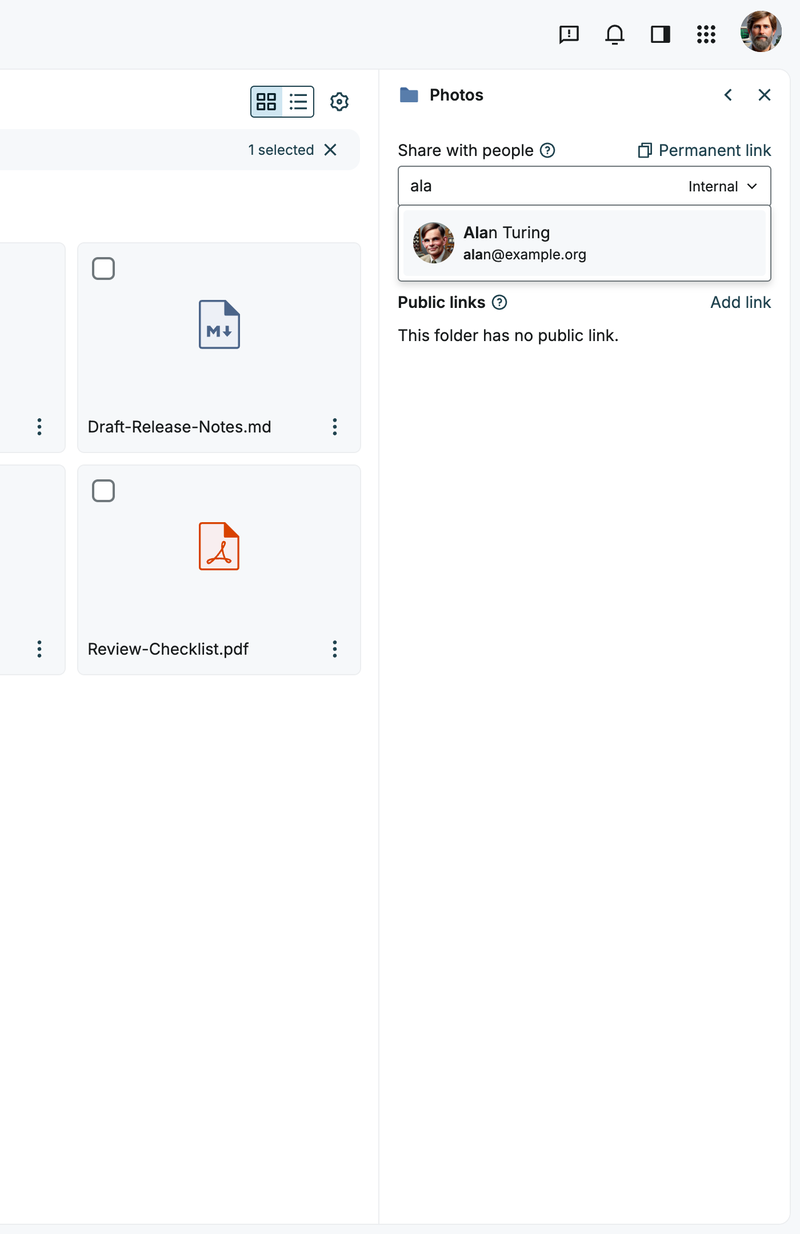 Photos
1 selected
Share with people
Permanent link
ala
Internal
Alan Turing
alan@example.org
Public links
Add link
This folder has no public link.
M
Draft-Release-Notes.md
Review-Checklist.pdf